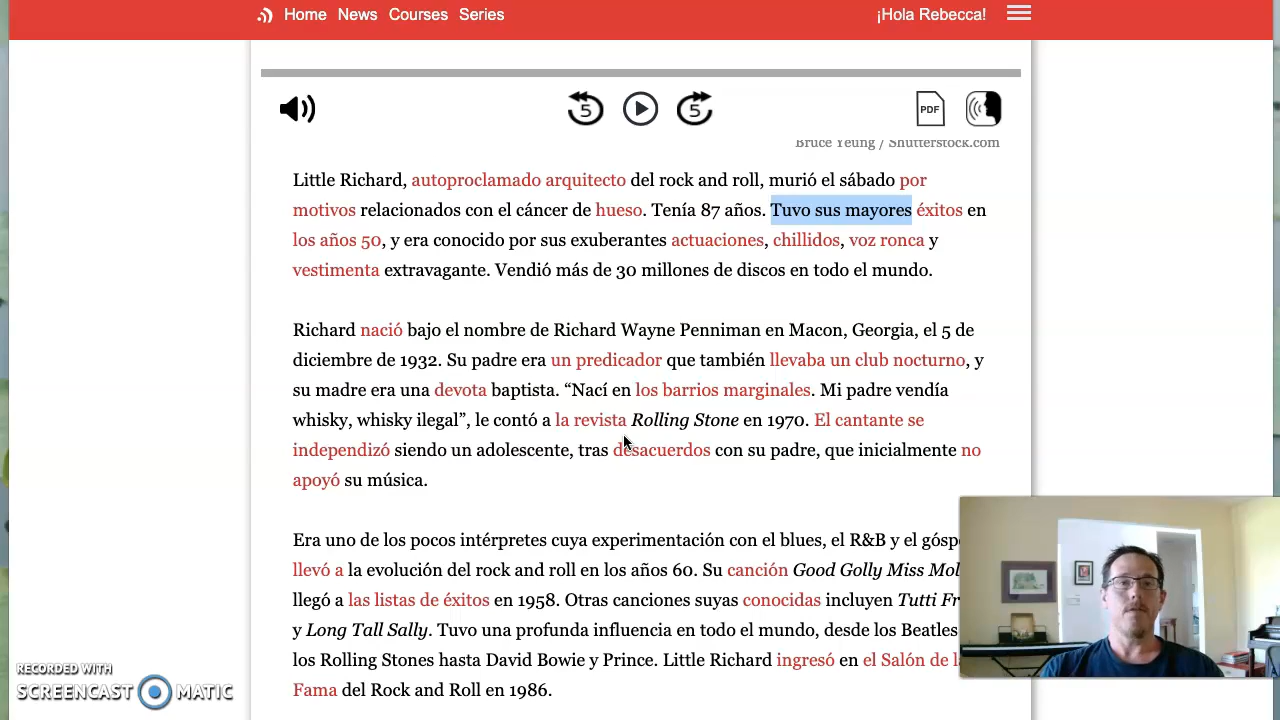 Home News Courses Series ¡Hola Rebecca!
5 5 PDF
Bruce Yeung / Shutterstock.com
Little Richard, autoproclamado arquitecto del rock and roll, murió el sábado por
motivos relacionados con el cáncer de hueso. Tenía 87 años. Tuvo sus mayores éxitos en
los años 50, y era conocido por sus exuberantes actuaciones, chillidos, voz ronca y
vestimenta extravagante. Vendió más de 30 millones de discos en todo el mundo.
Richard nació bajo el nombre de Richard Wayne Penniman en Macon, Georgia, el 5 de
diciembre de 1932. Su padre era un predicador que también llevaba un club nocturno, y
su madre era una devota baptista. “Nací en los barrios marginales. Mi padre vendía
whisky, whisky ilegal”, le contó a la revista Rolling Stone en 1970. El cantante se
independizó siendo un adolescente, tras desacuerdos con su padre, que inicialmente no
apoyó su música.
Era uno de los pocos intérpretes cuya experimentación con el blues, el R&B y el góspe
llevó a la evolución del rock and roll en los años 60. Su canción Good Golly Miss Mol
llegó a las listas de éxitos en 1958. Otras canciones suyas conocidas incluyen Tutti Fr
y Long Tall Sally. Tuvo una profunda influencia en todo el mundo, desde los Beatles
los Rolling Stones hasta David Bowie y Prince. Little Richard ingresó en el Salón de l
Fama del Rock and Roll en 1986.
RECORDED WITH
SCREENCAST MATIC